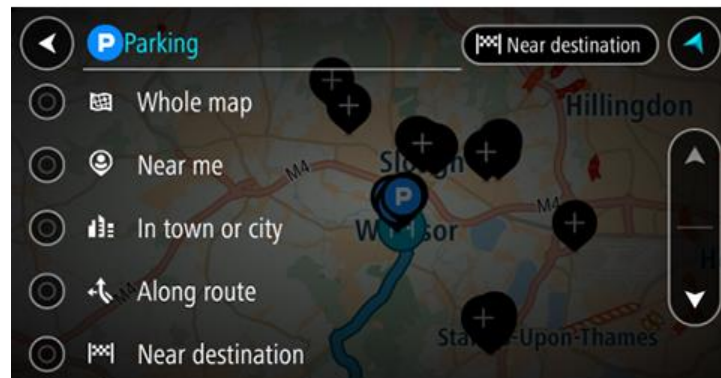 P Parking
Near destination
Whole map
Hillingdon
Near me
Slough
M4
P
In town or city
M4
Windsor
Along route
M4
Near destination
Upon-Thames